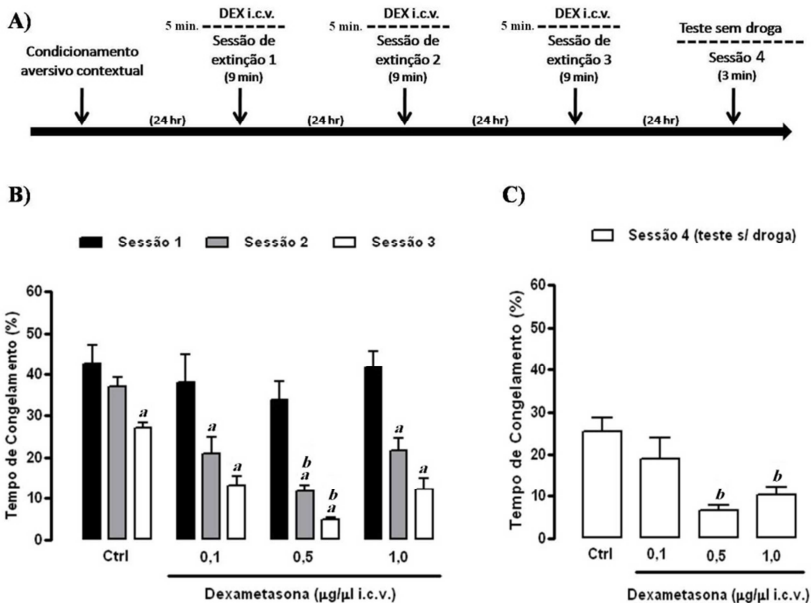 A)
Condicionamento
aversivo contextual
5 min. DEX i.c.v.
Sessão de
extinção 1
(9 min)
5 min. DEX i.c.v.
Sessão de
extinção 2
(9 min)
5 min. DEX i.c.v.
Sessão de
extinção 3
(9 min)
Teste sem droga
Sessão 4
(3 min)
(24 hr) (24 hr) (24 hr) (24 hr)
B)
Sessão 1 Sessão 2 Sessão 3
Tempo de Congelamento (%)
60
50
40
30
20
10
0
a
a
a
b
a
b
a
a
a
Ctrl 0,1 0,5 1,0
Dexametasona (µg/µl i.c.v.)
C)
Sessão 4 (teste s/ droga)
Tempo de Congelamento (%)
60
50
40
30
20
10
0
b
b
Ctrl 0,1 0,5 1,0
Dexametasona (µg/µl i.c.v.)